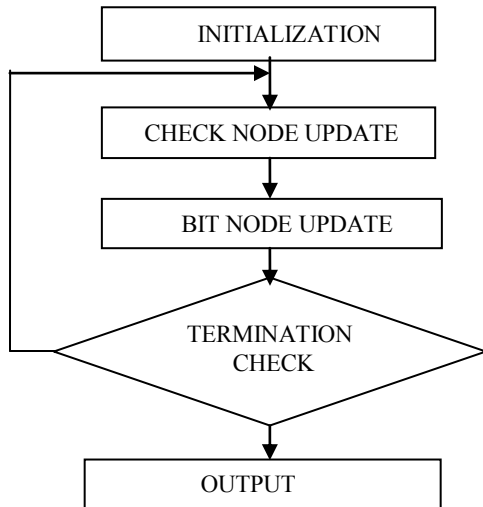 INITIALIZATION
CHECK NODE UPDATE
BIT NODE UPDATE
TERMINATION
CHECK
OUTPUT